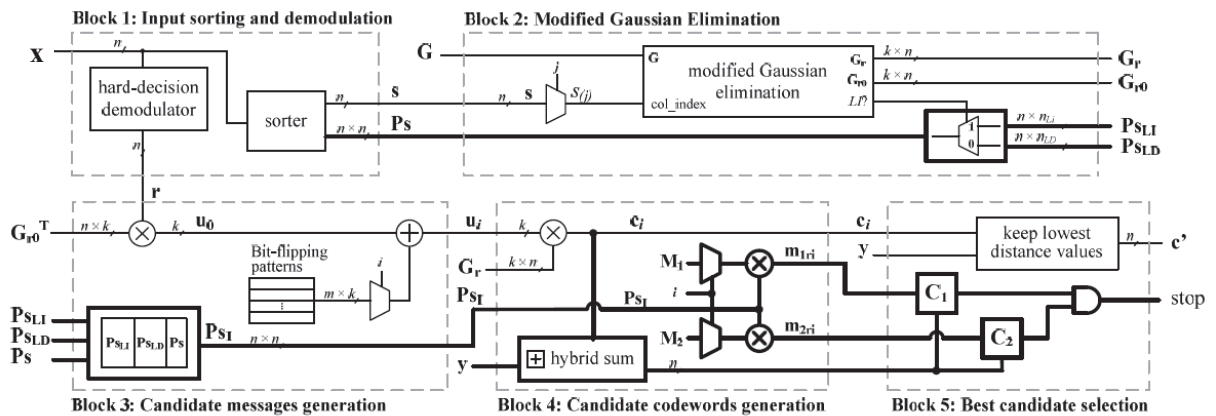 Block 1: Input sorting and demodulation
Block 2: Modified Gaussian Elimination
X
n
hard-decision
demodulator
n
sorter
n
s
n × n
Ps
r
G
n
s
j
S(j)
G
modified Gaussian
elimination
col_index
Gr
Gr0
LI?
k × n
Gr
k × n
Gr0
1
0
n × nLi
PsLI
n × nLD
PsLD
Gr0T
n × k
k
u0
Bit-flipping
patterns
m × k
i
ui
PsLI
PsLD
Ps
PsLI
PsLD
Ps
PsI
n × n
PsI
k
Gr
k × n
ci
M1
m1ri
i
PsI
M2
m2ri
y
hybrid sum
n
ci
y
keep lowest
distance values
n
c'
C1
C2
stop
Block 3: Candidate messages generation
Block 4: Candidate codewords generation
Block 5: Best candidate selection